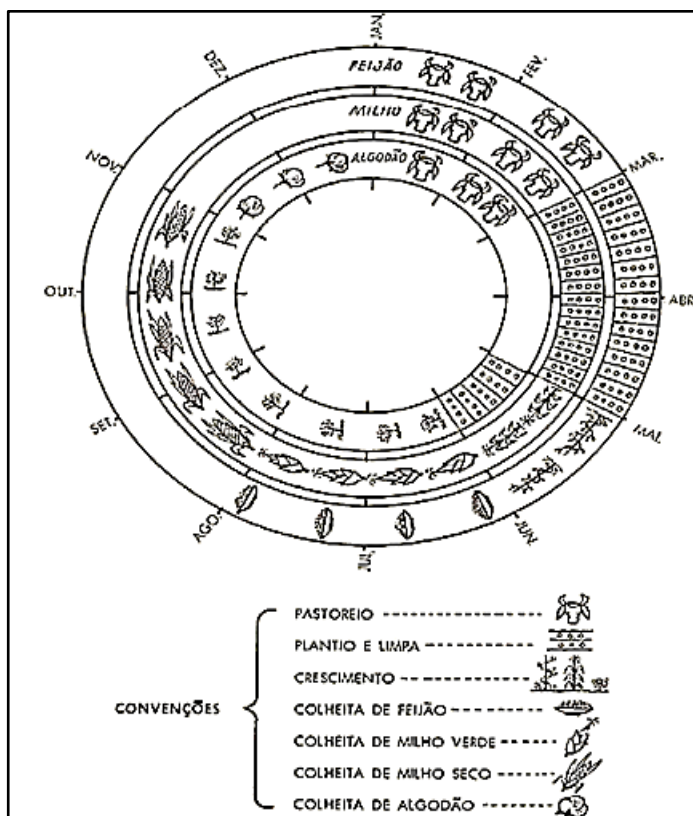 JAN.
FEV.
MAR.
ABR
MAI.
JUN.
JUL.
AGO.
SET.
OUT.
NOV.
DEZ.
FEIJÃO
MILHO
ALGODÃO
CONVENÇÕES
PASTOREIO
PLANTIO E LIMPA
CRESCIMENTO
COLHEITA DE FEIJÃO
COLHEITA DE MILHO VERDE
COLHEITA DE MILHO SECO
COLHEITA DE ALGODÃO